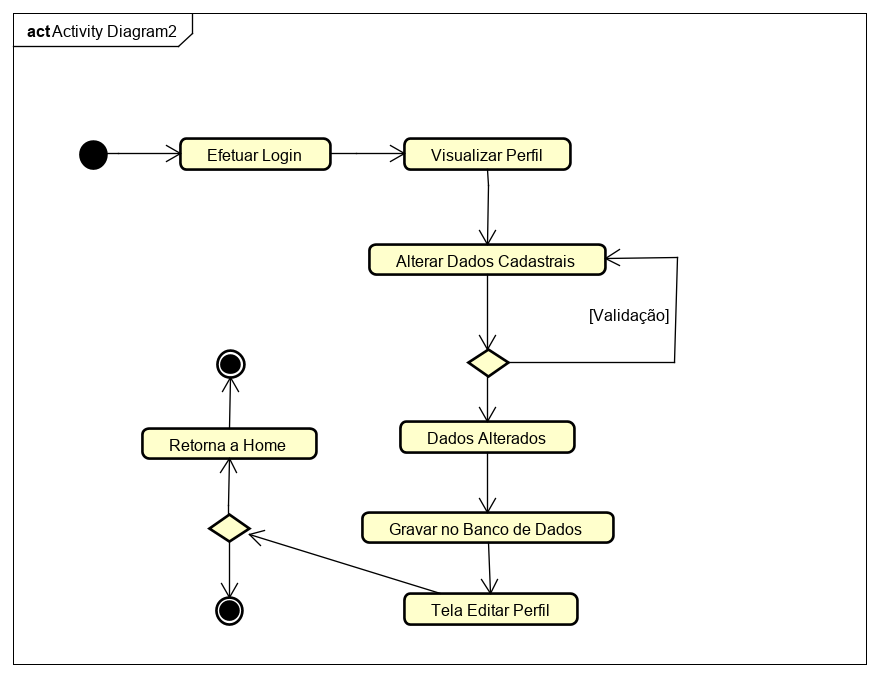 act Activity Diagram2
Efetuar Login
Visualizar Perfil
Alterar Dados Cadastrais
[Validação]
Dados Alterados
Retorna a Home
Gravar no Banco de Dados
Tela Editar Perfil